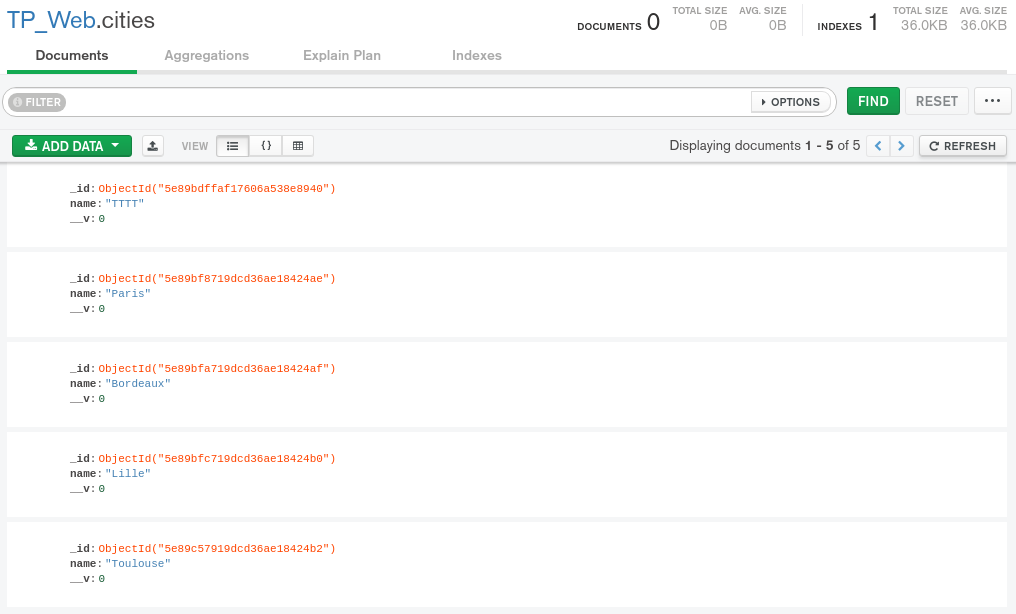 TP_Web.cities
DOCUMENTS 0 TOTAL SIZE 0B AVG. SIZE 0B INDEXES 1 TOTAL SIZE 36.0KB AVG. SIZE 36.0KB
Documents Aggregations Explain Plan Indexes
FILTER OPTIONS FIND RESET ...
ADD DATA VIEW {} Displaying documents 1 - 5 of 5 < > REFRESH
_id: ObjectId("5e89bdffaf17606a538e8940")
name: "TTTT"
__v: 0
_id: ObjectId("5e89bf8719dcd36ae18424ae")
name: "Paris"
__v: 0
_id: ObjectId("5e89bfa719dcd36ae18424af")
name: "Bordeaux"
__v: 0
_id: ObjectId("5e89bfc719dcd36ae18424b0")
name: "Lille"
__v: 0
_id: ObjectId("5e89c57919dcd36ae18424b2")
name: "Toulouse"
__v: 0